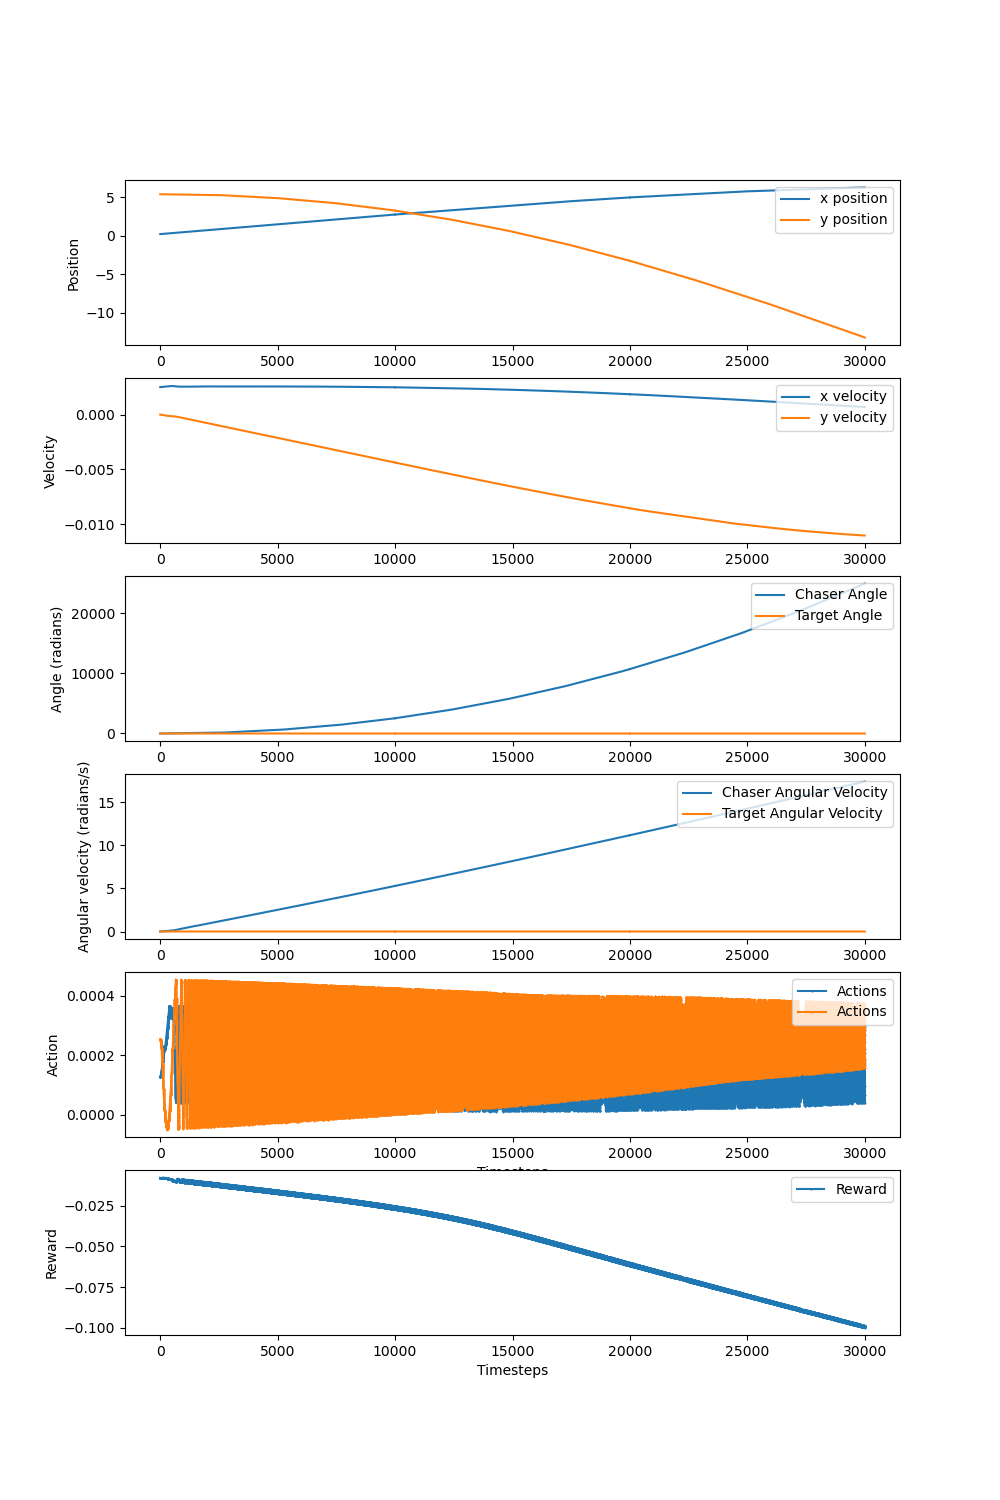 x position
y position
Position
5
0
−5
−10
0 5000 10000 15000 20000 25000 30000
x velocity
y velocity
Velocity
0.000
−0.005
−0.010
0 5000 10000 15000 20000 25000 30000
Chaser Angle
Target Angle
Angle (radians)
20000
10000
0
0 5000 10000 15000 20000 25000 30000
Chaser Angular Velocity
Target Angular Velocity
Angular velocity (radians/s)
15
10
5
0
0 5000 10000 15000 20000 25000 30000
Actions
Actions
Action
0.0004
0.0002
0.0000
0 5000 10000 15000 20000 25000 30000
Timesteps
Reward
Reward
−0.025
−0.050
−0.075
−0.100
0 5000 10000 15000 20000 25000 30000
Timesteps